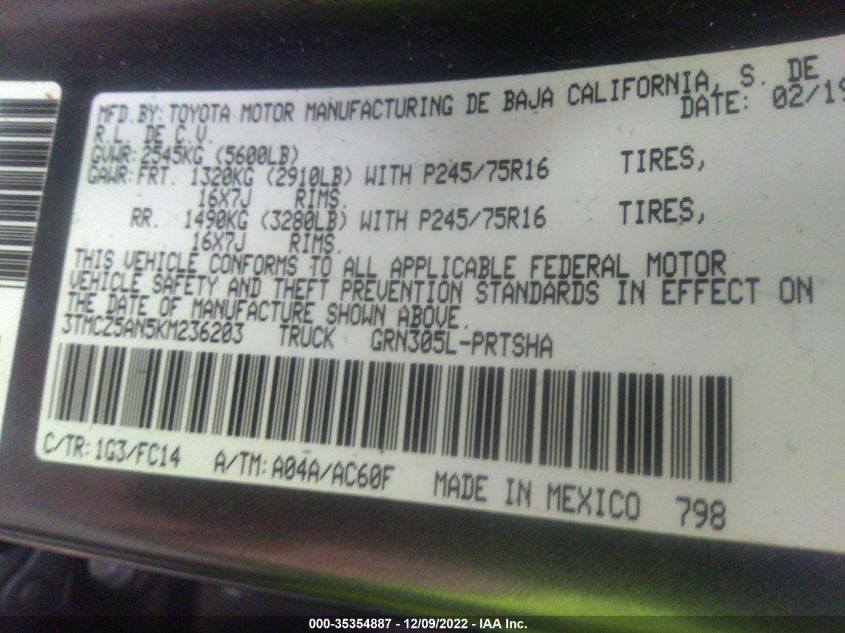 MFD.BY: TOYOTA MOTOR MANUFACTURING DE BAJA CALIFORNIA, S. DE
R.L. DE C.V. DATE: 02/19
GVWR: 2545KG (5600LB)
GAWR: FRT. 1320KG (2910LB) WITH P245/75R16 TIRES,
16X7J RIMS.
RR. 1490KG (3280LB) WITH P245/75R16 TIRES,
16X7J RIMS.
THIS VEHICLE CONFORMS TO ALL APPLICABLE FEDERAL MOTOR
VEHICLE SAFETY AND THEFT PREVENTION STANDARDS IN EFFECT ON
THE DATE OF MANUFACTURE SHOWN ABOVE.
3TMCZ5AN5KM236203 TRUCK GRN305L-PRTSHA
C/TR: 1G3/FC14 A/TM: A04A/AC60F MADE IN MEXICO 798
000-35354887 - 12/09/2022 - IAA Inc.